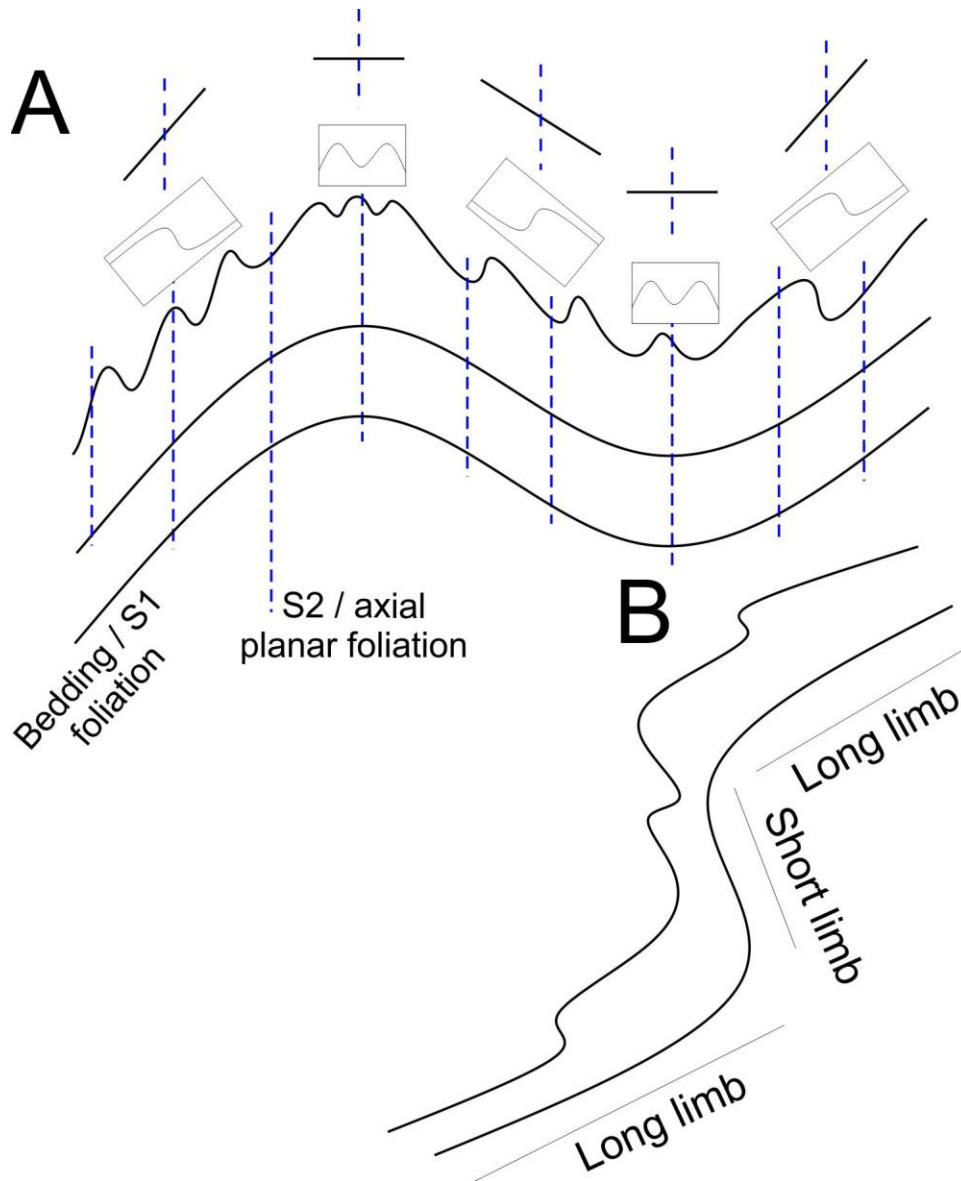 A
Bedding / S1
foliation
S2 / axial
planar foliation
B
Long limb
Short limb
Long limb